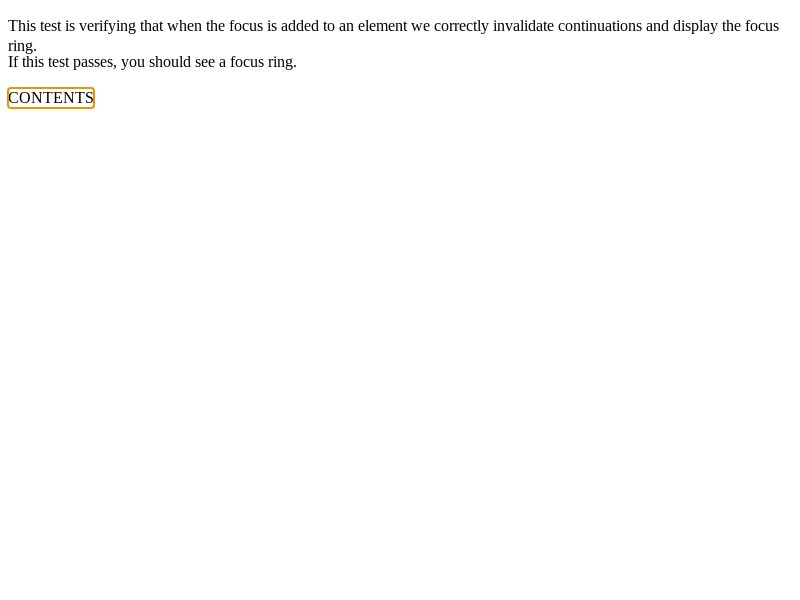 This test is verifying that when the focus is added to an element we correctly invalidate continuations and display the focus
ring.
If this test passes, you should see a focus ring.
CONTENTS